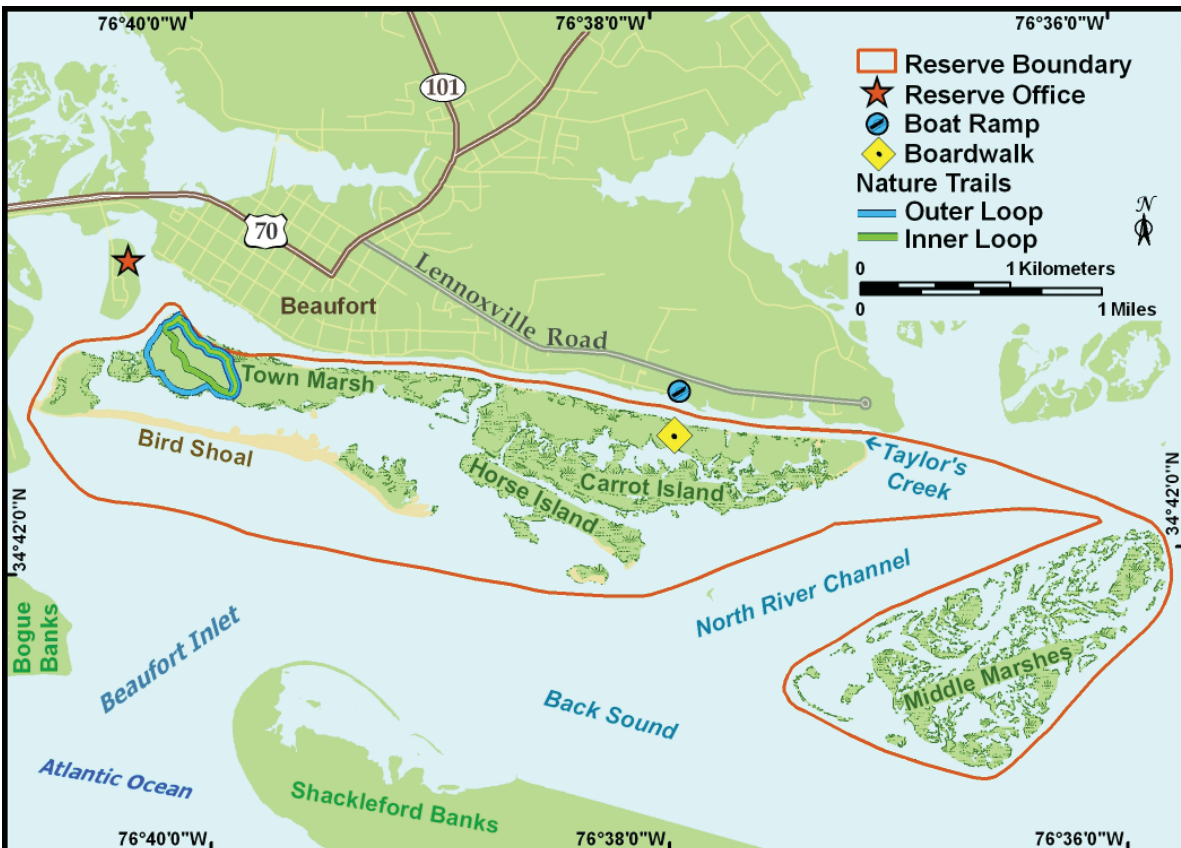 76°40'0"W
76°38'0"W
76°36'0"W
Reserve Boundary
Reserve Office
Boat Ramp
Boardwalk
Nature Trails
Outer Loop
Inner Loop
N
0 1 Kilometers
0 1 Miles
101
70
Beaufort
Lennoxville Road
Town Marsh
Bird Shoal
Horse Island
Carrot Island
←Taylor's
Creek
34°42'0"N
34°42'0"N
North River Channel
Middle Marshes
Bogue
Banks
Beaufort Inlet
Back Sound
Atlantic Ocean
Shackleford Banks
76°40'0"W
76°38'0"W
76°36'0"W